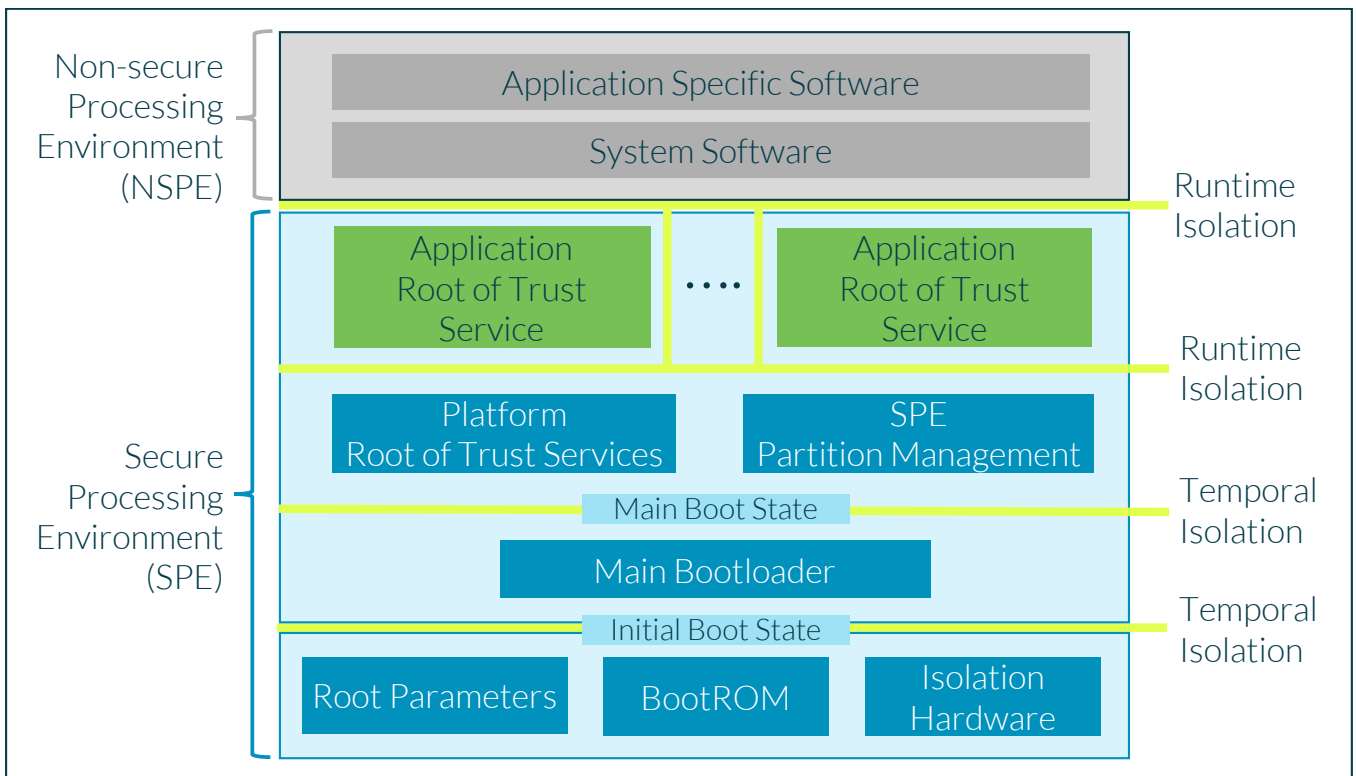 Non-secure
Processing
Environment
(NSPE)
Application Specific Software
System Software
Runtime
Isolation
Application
Root of Trust
Service
....
Application
Root of Trust
Service
Runtime
Isolation
Secure
Processing
Environment
(SPE)
Platform
Root of Trust Services
SPE
Partition Management
Main Boot State
Temporal
Isolation
Main Bootloader
Initial Boot State
Temporal
Isolation
Root Parameters
BootROM
Isolation
Hardware